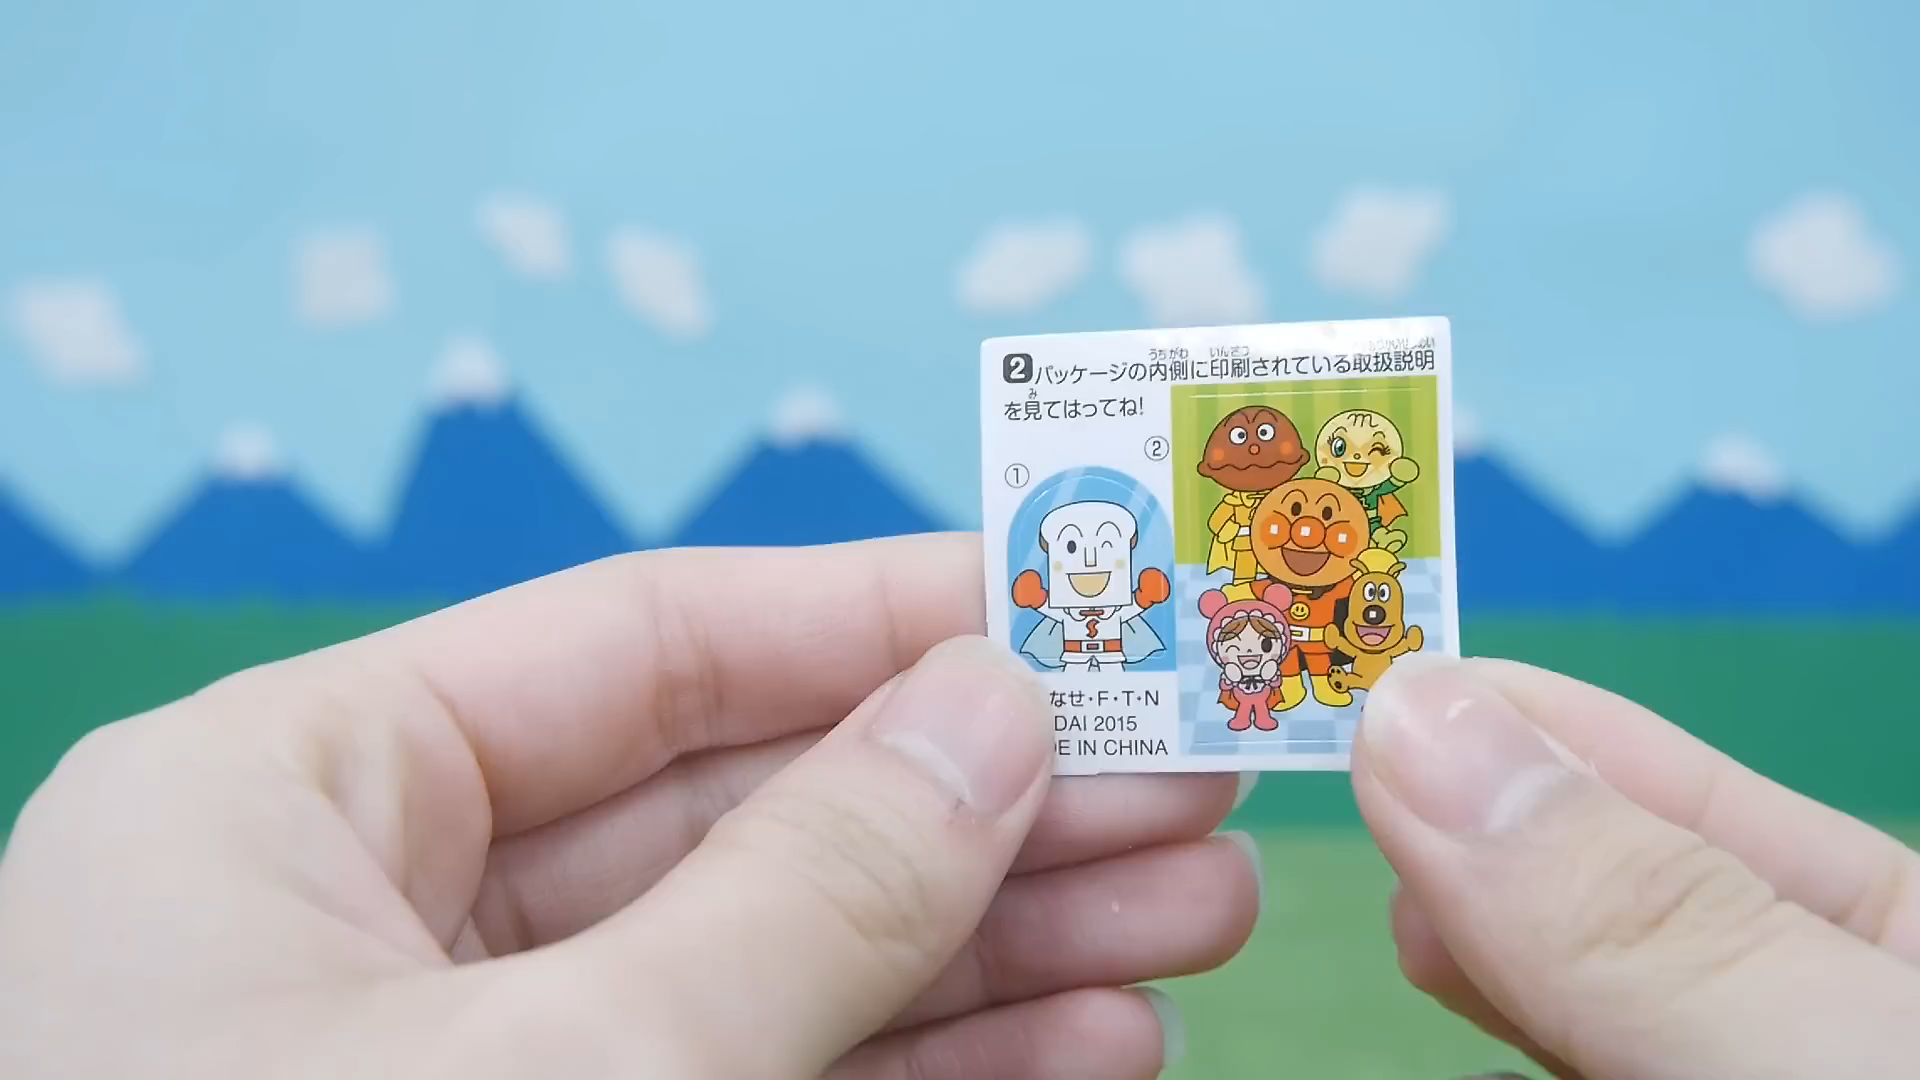 2 パッケージの内側に印刷されている取扱説明
を見てはってね!
①
②
なせ・F・T・N
DAI 2015
E IN CHINA